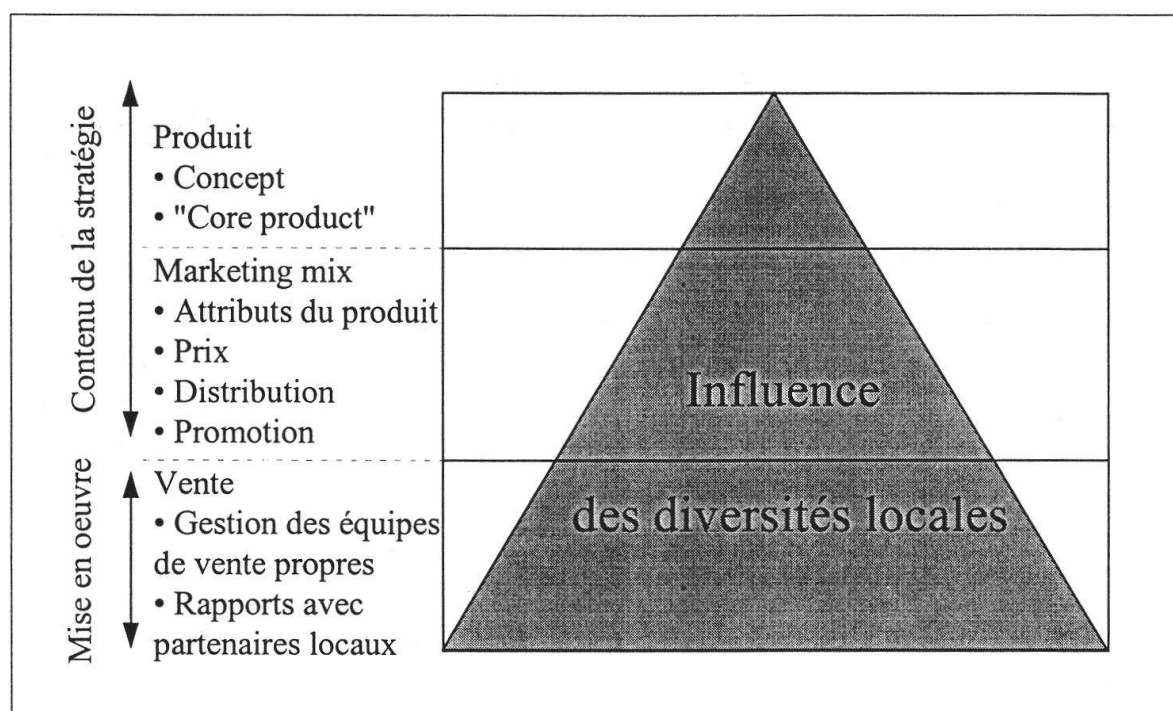 Contenu de la stratégie
Produit
• Concept
• "Core product"
Marketing mix
• Attributs du produit
• Prix
• Distribution
• Promotion
Mise en oeuvre
Vente
• Gestion des équipes
de vente propres
• Rapports avec
partenaires locaux
Influence
des diversités locales